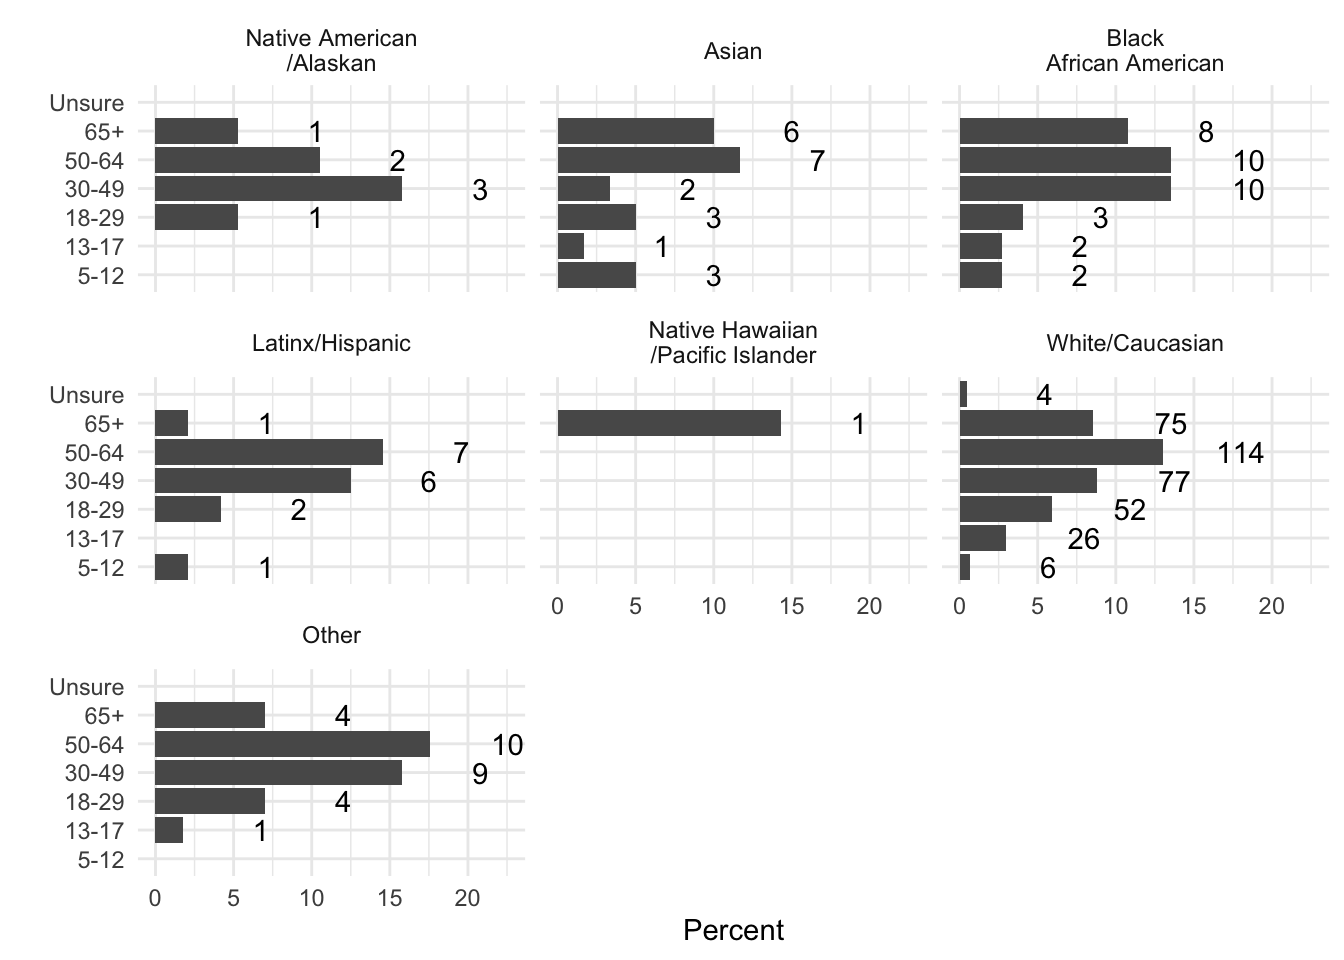 Native American
/Alaskan
Asian
Black
African American
Unsure
65+ 1 6 8
50-64 2 7 10
30-49 3 2 10
18-29 1 3 3
13-17 1 2
5-12 3 2
Latinx/Hispanic
Native Hawaiian
/Pacific Islander
White/Caucasian
Unsure 4
65+ 1 1 75
50-64 7 114
30-49 6 77
18-29 2 52
13-17 26
5-12 1 6
0 5 10 15 20 0 5 10 15 20
Other
Unsure
65+ 4
50-64 10
30-49 9
18-29 4
13-17 1
5-12
0 5 10 15 20
Percent